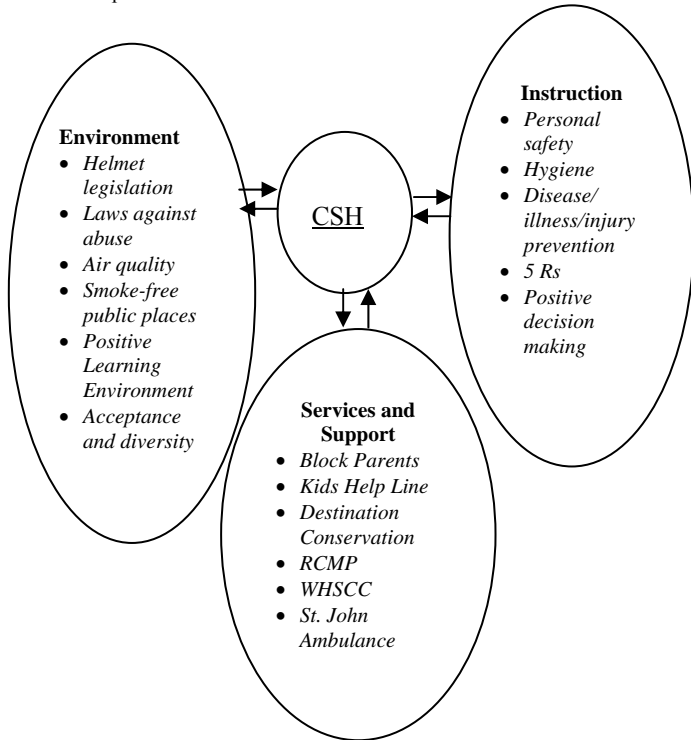 Environment
• Helmet
legislation
• Laws against
abuse
• Air quality
• Smoke-free
public places
• Positive
Learning
Environment
• Acceptance
and diversity
CSH
Instruction
• Personal
safety
• Hygiene
• Disease/
illness/injury
prevention
• 5 Rs
• Positive
decision
making
Services and
Support
• Block Parents
• Kids Help Line
• Destination
Conservation
• RCMP
• WHSCC
• St. John
Ambulance